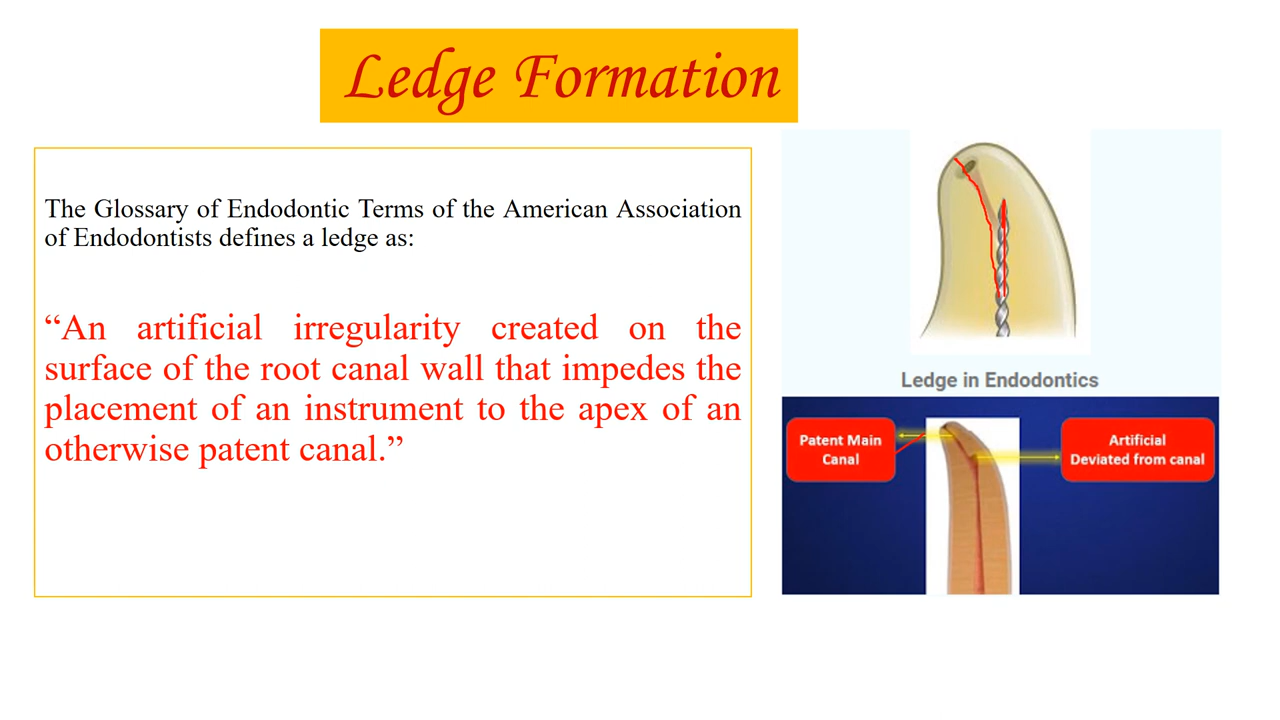 Ledge Formation
The Glossary of Endodontic Terms of the American Association
of Endodontists defines a ledge as:
“An artificial irregularity created on the
surface of the root canal wall that impedes the
placement of an instrument to the apex of an
otherwise patent canal.”
Ledge in Endodontics
Patent Main
Canal
Artificial
Deviated from canal